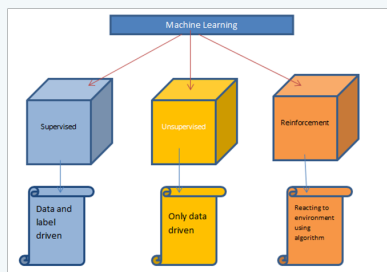 Machine Learning
Supervised
Unsupervised
Reinforcement
Data and
label
driven
Only data
driven
Reacting to
environment
using
algorithm